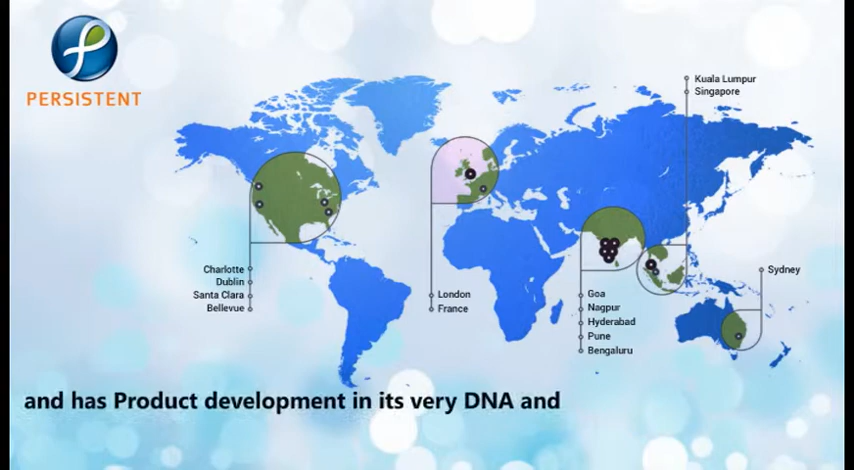 PERSISTENT
Kuala Lumpur
Singapore
Charlotte
Dublin
Santa Clara
Bellevue
London
France
Goa
Nagpur
Hyderabad
Pune
Bengaluru
Sydney
and has Product development in its very DNA and